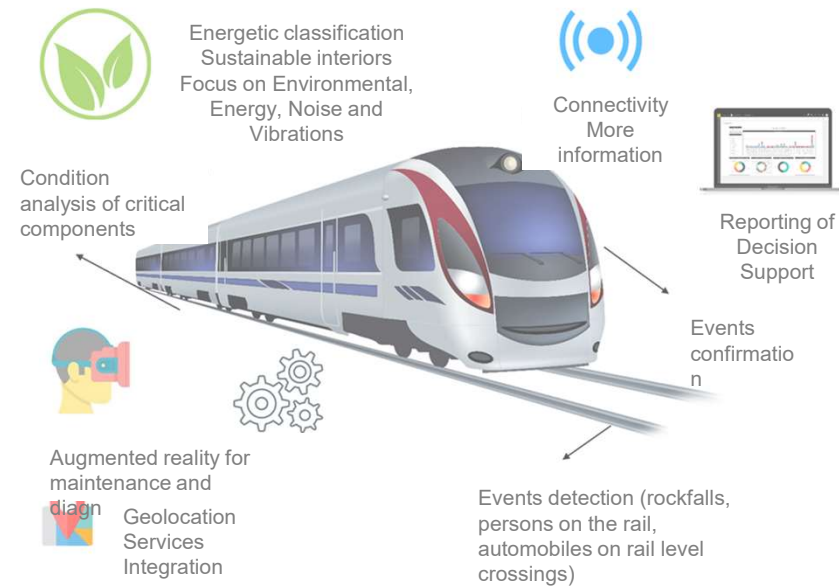 Energetic classification
Sustainable interiors
Focus on Environmental,
Energy, Noise and
Vibrations
Connectivity
More
information
Condition
analysis of critical
components
Reporting of
Decision
Support
Events
confirmatio
n
Augmented reality for
maintenance and
diagn
Geolocation
Services
Integration
Events detection (rockfalls,
persons on the rail,
automobiles on rail level
crossings)